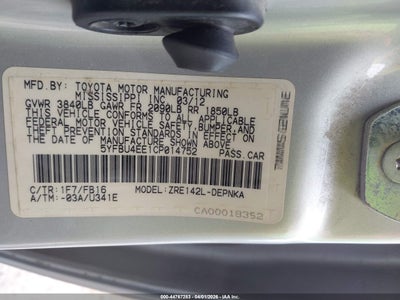 MFD.BY: TOYOTA MOTOR MANUFACTURING
MISSISSIPPI INC. 03/12
GVWR 3840LB GAWR FR 2090LB RR 1850LB
THIS VEHICLE CONFORMS TO ALL APPLICABLE
FEDERAL MOTOR VEHICLE SAFETY AND
THEFT PREVENTION STANDARDS IN EFFECT ON
THE DATE OF MANUFACTURE SHOWN ABOVE.
5YFBU4EE1CP014752 PASS.CAR
C/TR:1F7/FB16 MODEL:ZRE142L-DEPNKA
A/TM:-03A/U341E
CA00018352
GENUINE
ID: 44767263 - 04/01/2026 - IAA Inc